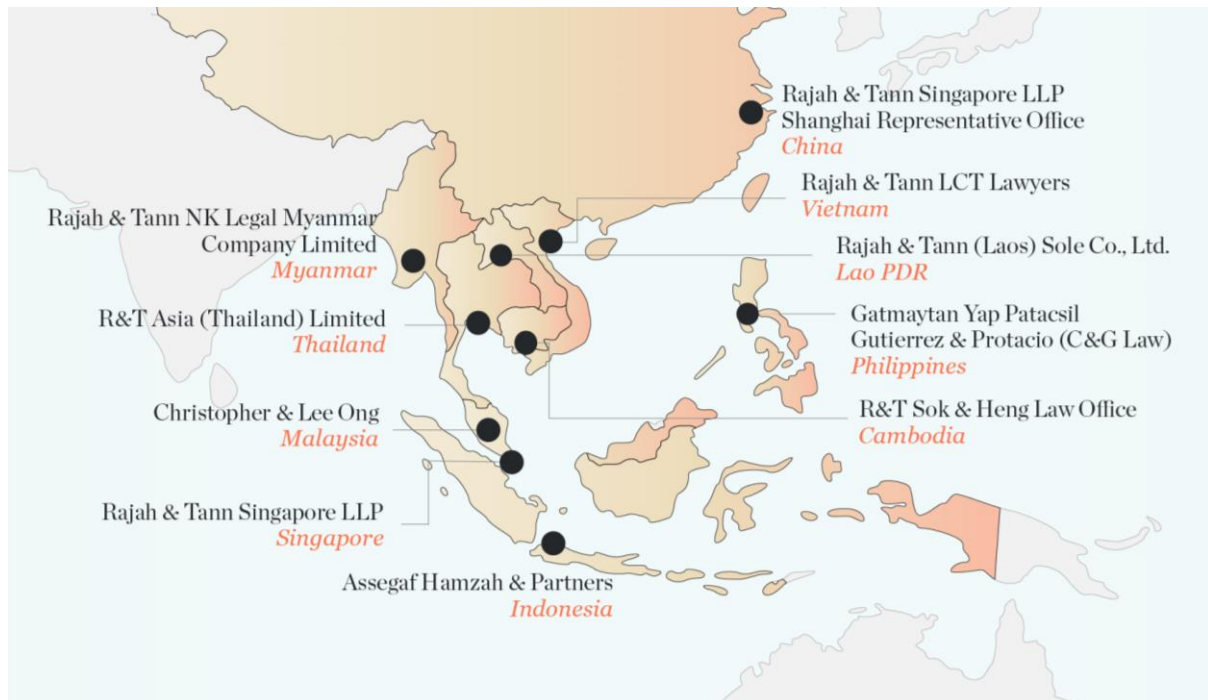 Rajah & Tann Singapore LLP
Shanghai Representative Office
China
Rajah & Tann LCT Lawyers
Vietnam
Rajah & Tann NK Legal Myanmar
Company Limited
Myanmar
Rajah & Tann (Laos) Sole Co., Ltd.
Lao PDR
R&T Asia (Thailand) Limited
Thailand
Gatmaytan Yap Patacsil
Gutierrez & Protacio (C&G Law)
Philippines
Christopher & Lee Ong
Malaysia
R&T Sok & Heng Law Office
Cambodia
Rajah & Tann Singapore LLP
Singapore
Assegaf Hamzah & Partners
Indonesia